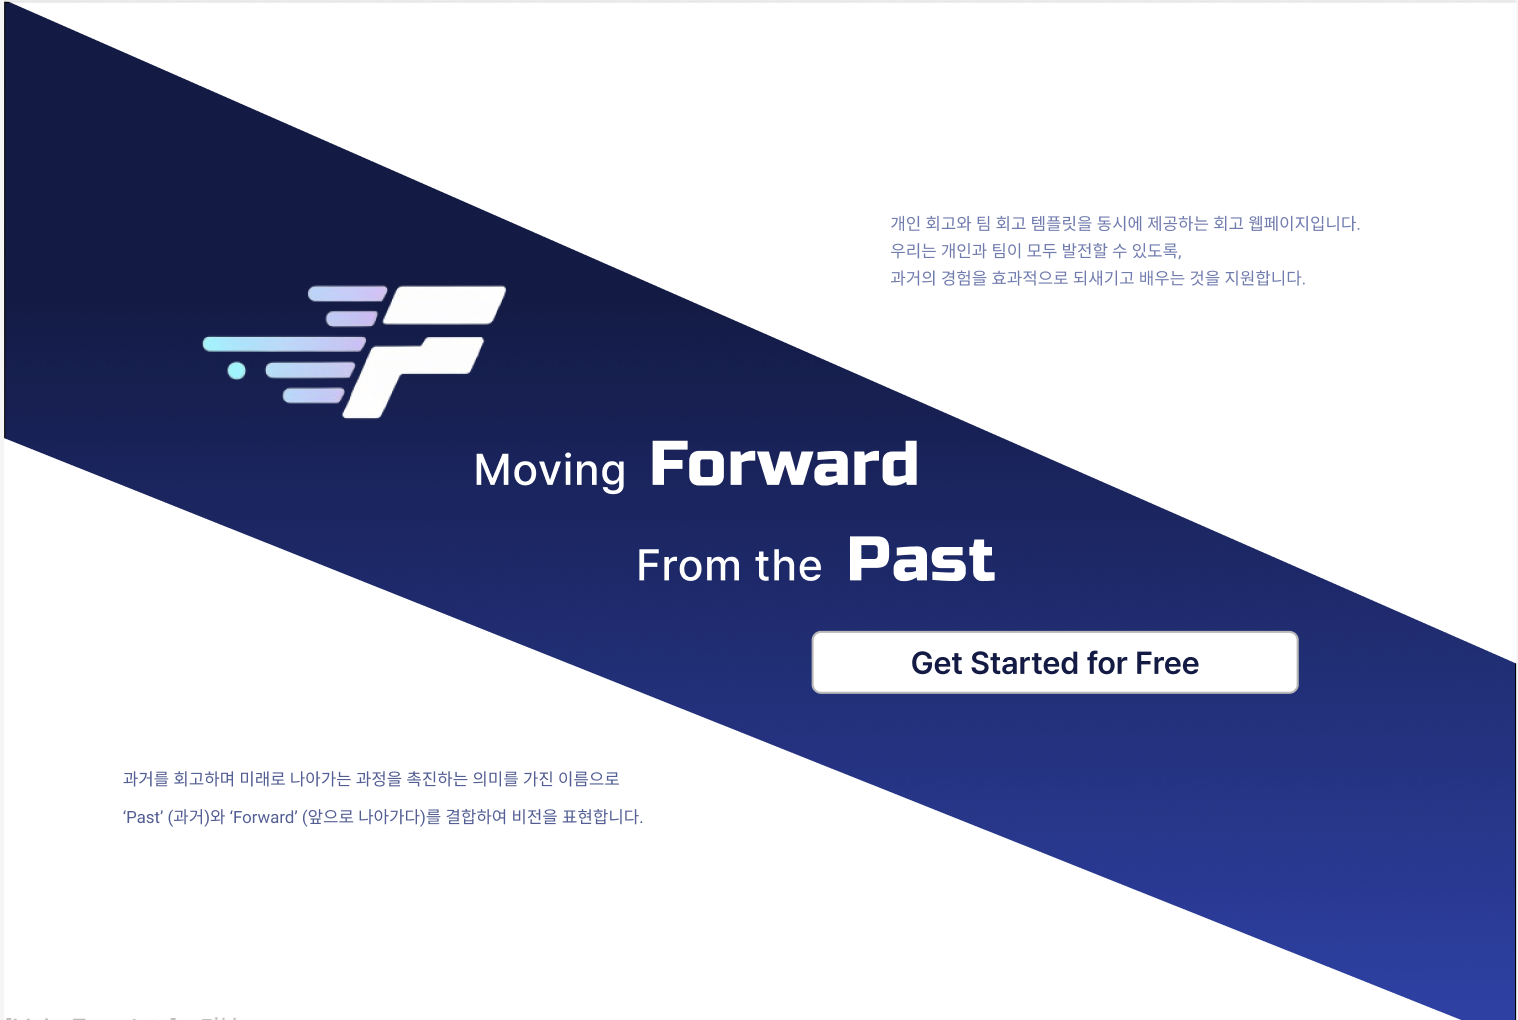 개인 회고와 팀 회고 템플릿을 동시에 제공하는 회고 웹페이지입니다.
우리는 개인과 팀이 모두 발전할 수 있도록,
과거의 경험을 효과적으로 되새기고 배우는 것을 지원합니다.
Moving Forward
From the Past
Get Started for Free
과거를 회고하며 미래로 나아가는 과정을 촉진하는 의미를 가진 이름으로
‘Past’ (과거)와 ‘Forward’ (앞으로 나아가다)를 결합하여 비전을 표현합니다.